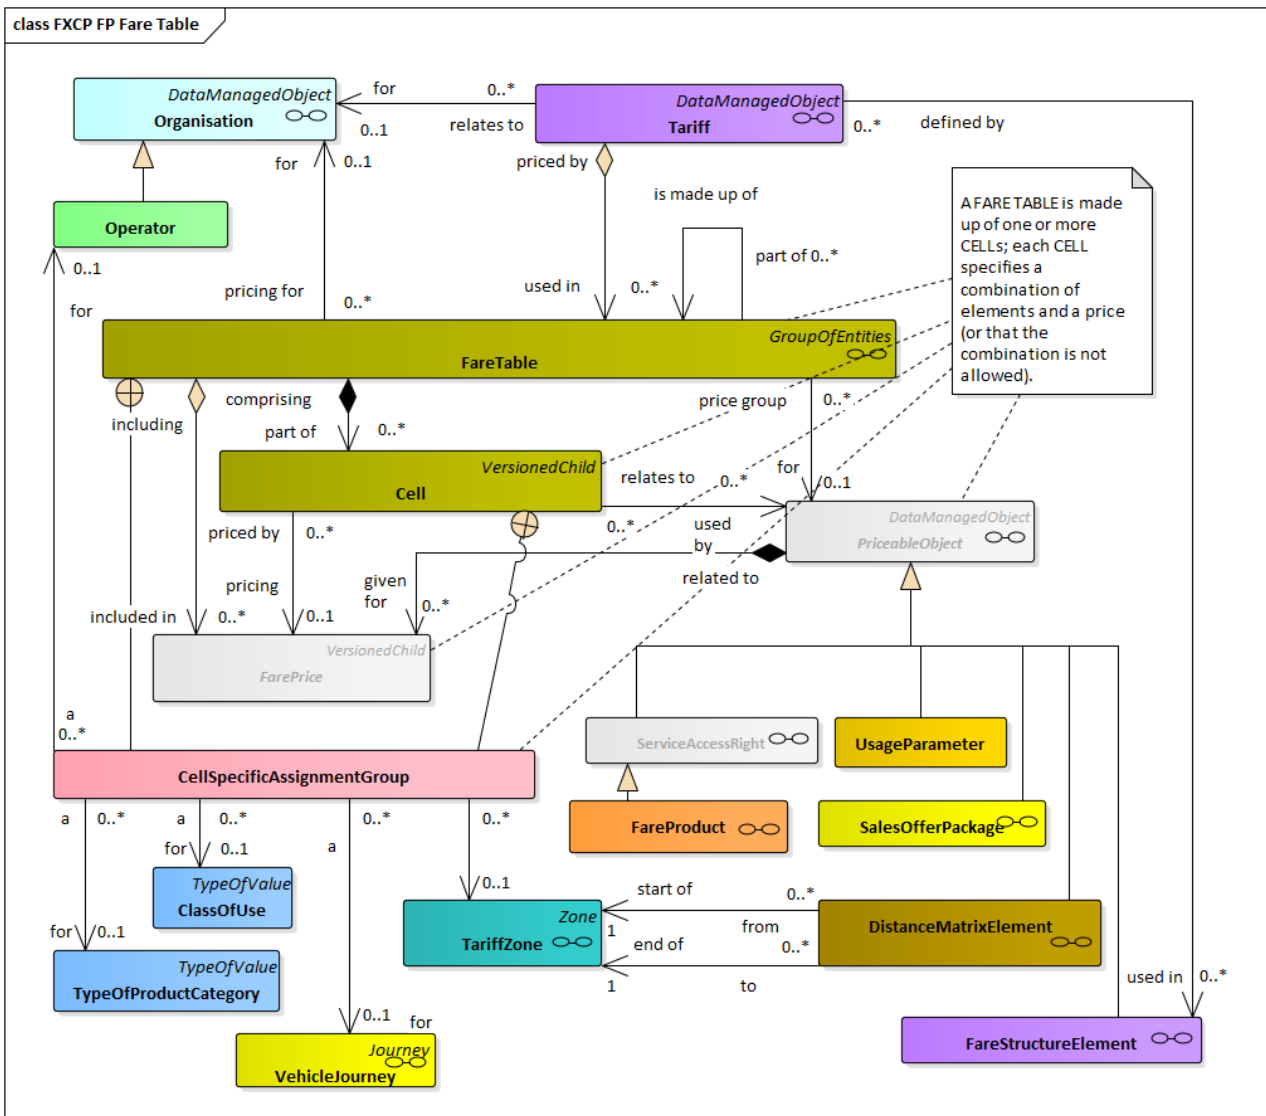 class FXCP FP Fare Table
DataManagedObject
Organisation
for
0..*
0..1
relates to
DataManagedObject
Tariff
0..*
defined by
for
0..1
priced by
is made up of
A FARE TABLE is made
up of one or more
CELLs; each CELL
specifies a
combination of
elements and a price
(or that the
combination is not
allowed).
Operator
0..1
for
pricing for
0..*
used in
0..*
part of 0..*
GroupOfEntities
FareTable
including
comprising
part of
0..*
price group
0..*
VersionedChild
Cell
relates to
0..*
for
0..1
priced by
0..*
0..*
used
by
DataManagedObject
PriceableObject
related to
pricing
given
for
0..*
included in
0..*
0..1
VersionedChild
FarePrice
a
0..*
ServiceAccessRight
UsageParameter
CellSpecificAssignmentGroup
FareProduct
SalesOfferPackage
a
0..*
a
0..*
0..*
0..*
a
for
0..1
TypeOfValue
ClassOfUse
0..1
start of
0..*
Zone
TariffZone
1
end of
from
0..*
1
to
DistanceMatrixElement
for
0..1
TypeOfValue
TypeOfProductCategory
used in
0..*
0..1
for
Journey
VehicleJourney
FareStructureElement